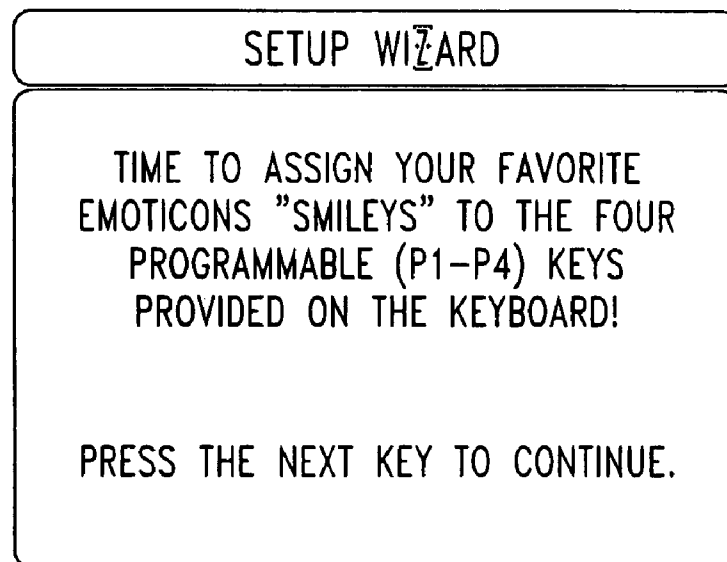 SETUP WIZARD
TIME TO ASSIGN YOUR FAVORITE
EMOTICONS "SMILEYS" TO THE FOUR
PROGRAMMABLE (P1-P4) KEYS
PROVIDED ON THE KEYBOARD!
PRESS THE NEXT KEY TO CONTINUE.